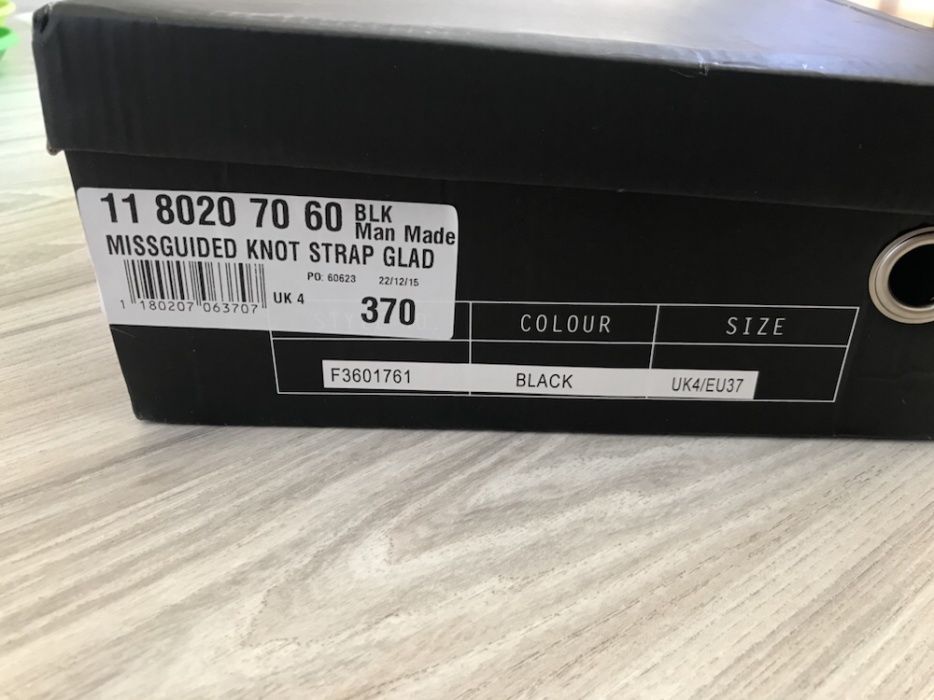 11 8020 70 60 BLK
Man Made
MISSGUIDED KNOT STRAP GLAD
PO: 60623 22/12/15
1 180207 063707 UK 4 370
COLOUR SIZE
F3601761 BLACK UK4/EU37